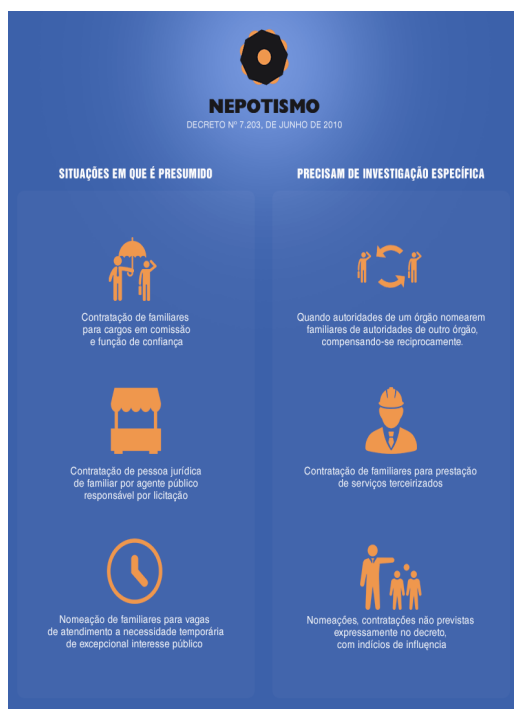 NEPOTISMO
DECRETO Nº 7.203, DE JUNHO DE 2010
SITUAÇÕES EM QUE É PRESUMIDO
Contratação de familiares
para cargos em comissão
e função de confiança
Contratação de pessoa jurídica
de familiar por agente público
responsável por licitação
Nomeação de familiares para vagas
de atendimento a necessidade temporária
de excepcional interesse público
PRECISAM DE INVESTIGAÇÃO ESPECÍFICA
Quando autoridades de um órgão nomearem
familiares de autoridades de outro órgão,
compensando-se reciprocamente.
Contratação de familiares para prestação
de serviços terceirizados
Nomeações, contratações não previstas
expressamente no decreto,
com indícios de influência